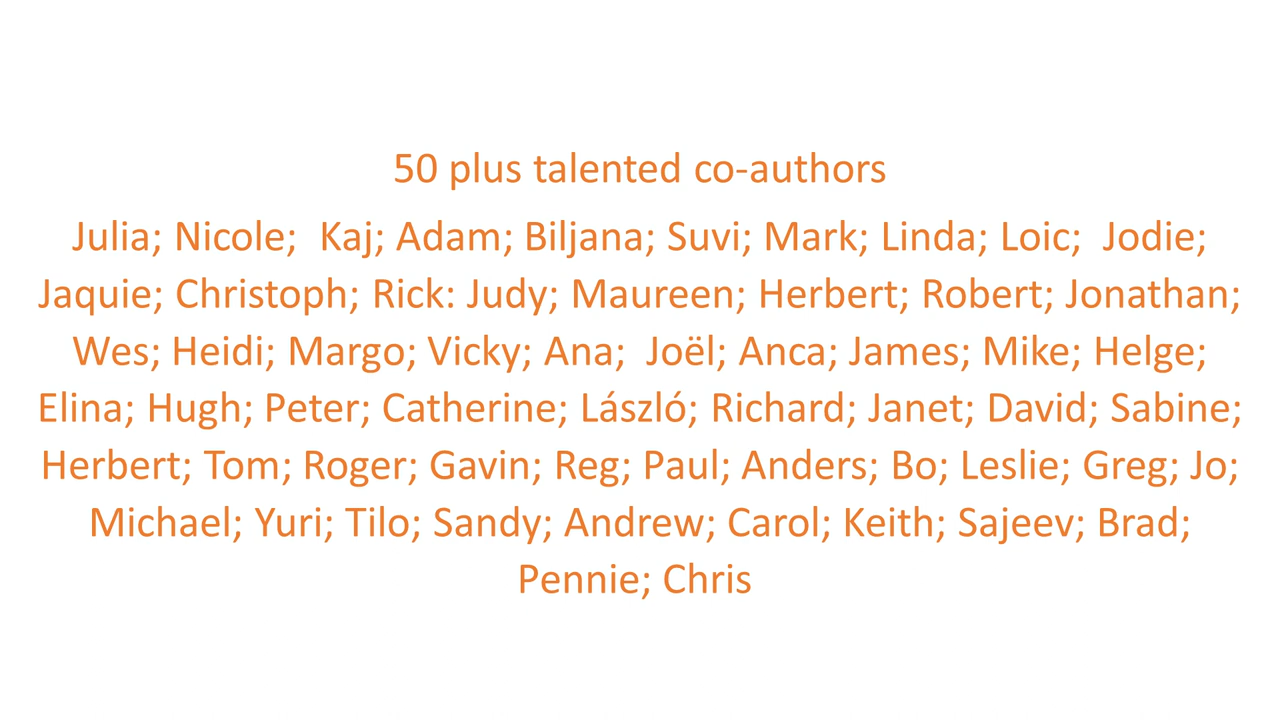 50 plus talented co-authors
Julia; Nicole;  Kaj; Adam; Biljana; Suvi; Mark; Linda; Loic;  Jodie;
Jaquie; Christoph; Rick: Judy; Maureen; Herbert; Robert; Jonathan;
Wes; Heidi; Margo; Vicky; Ana;  Joël; Anca; James; Mike; Helge;
Elina; Hugh; Peter; Catherine; László; Richard; Janet; David; Sabine;
Herbert; Tom; Roger; Gavin; Reg; Paul; Anders; Bo; Leslie; Greg; Jo;
Michael; Yuri; Tilo; Sandy; Andrew; Carol; Keith; Sajeev; Brad;
Pennie; Chris